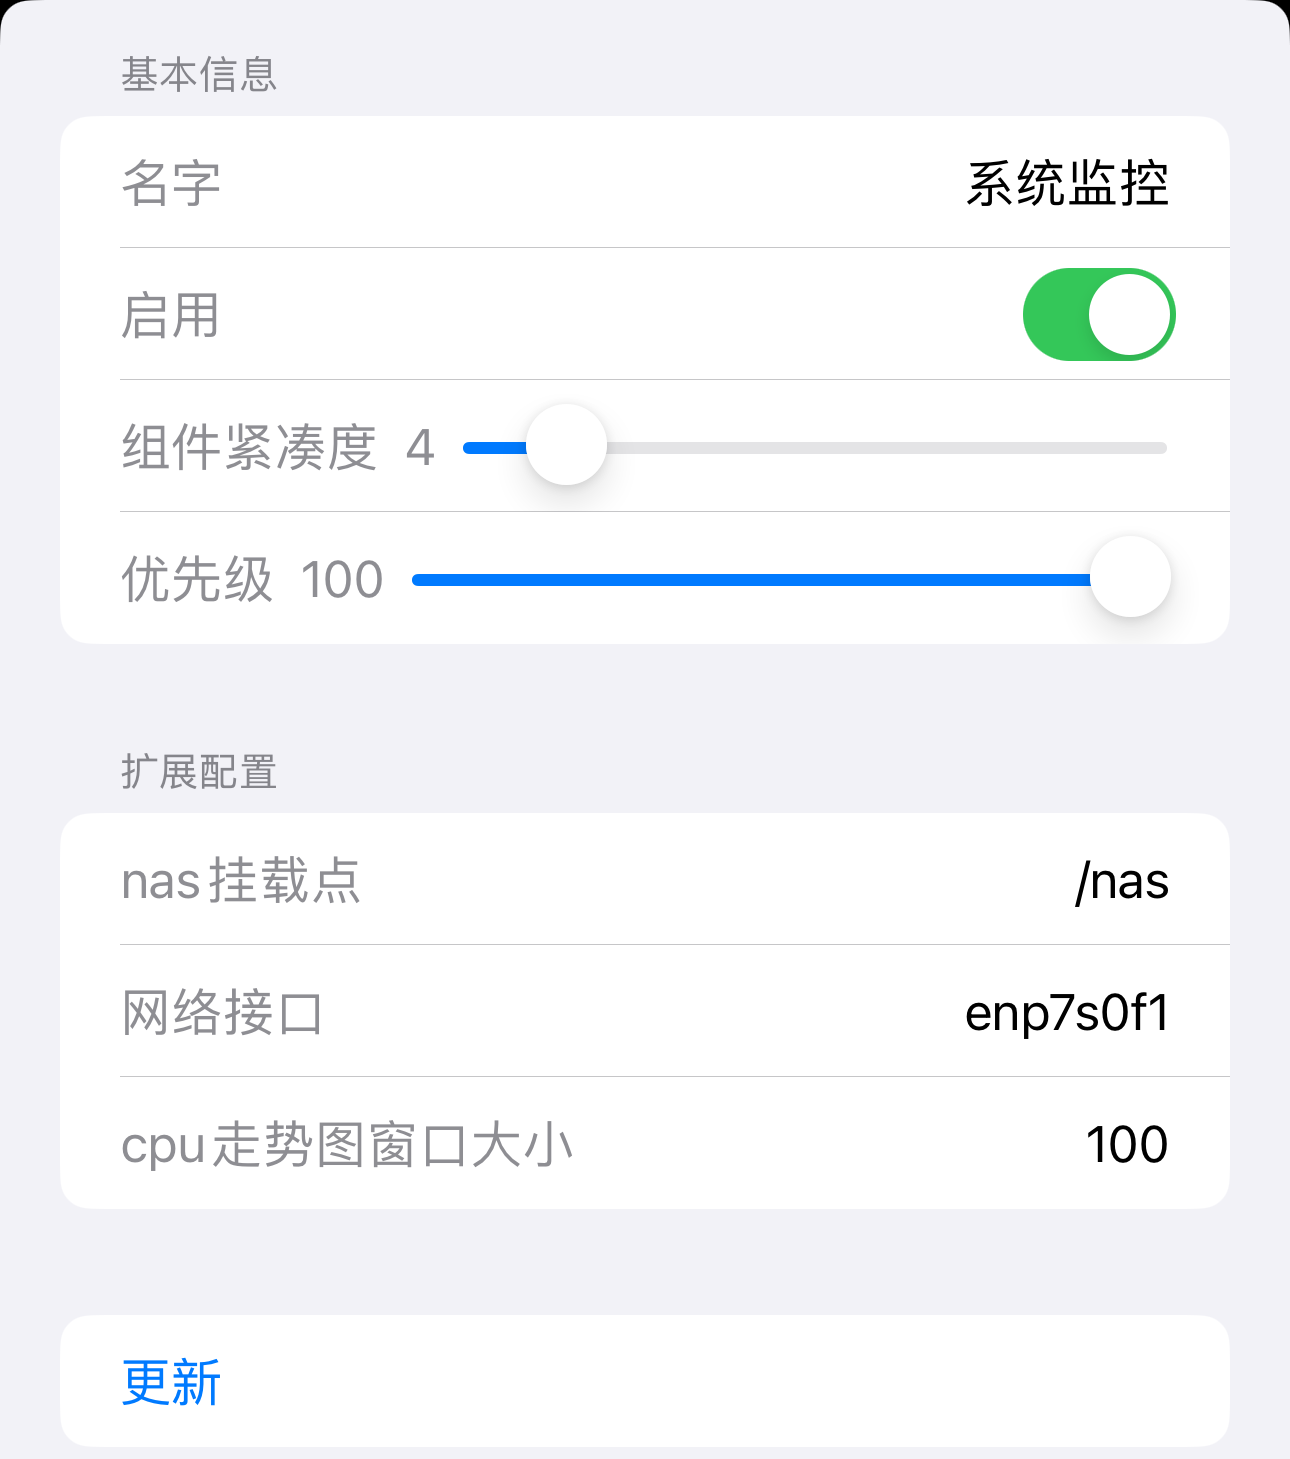 基本信息
名字 系统监控
启用
组件紧凑度 4
优先级 100
扩展配置
nas挂载点 /nas
网络接口 enp7s0f1
cpu走势图窗口大小 100
更新